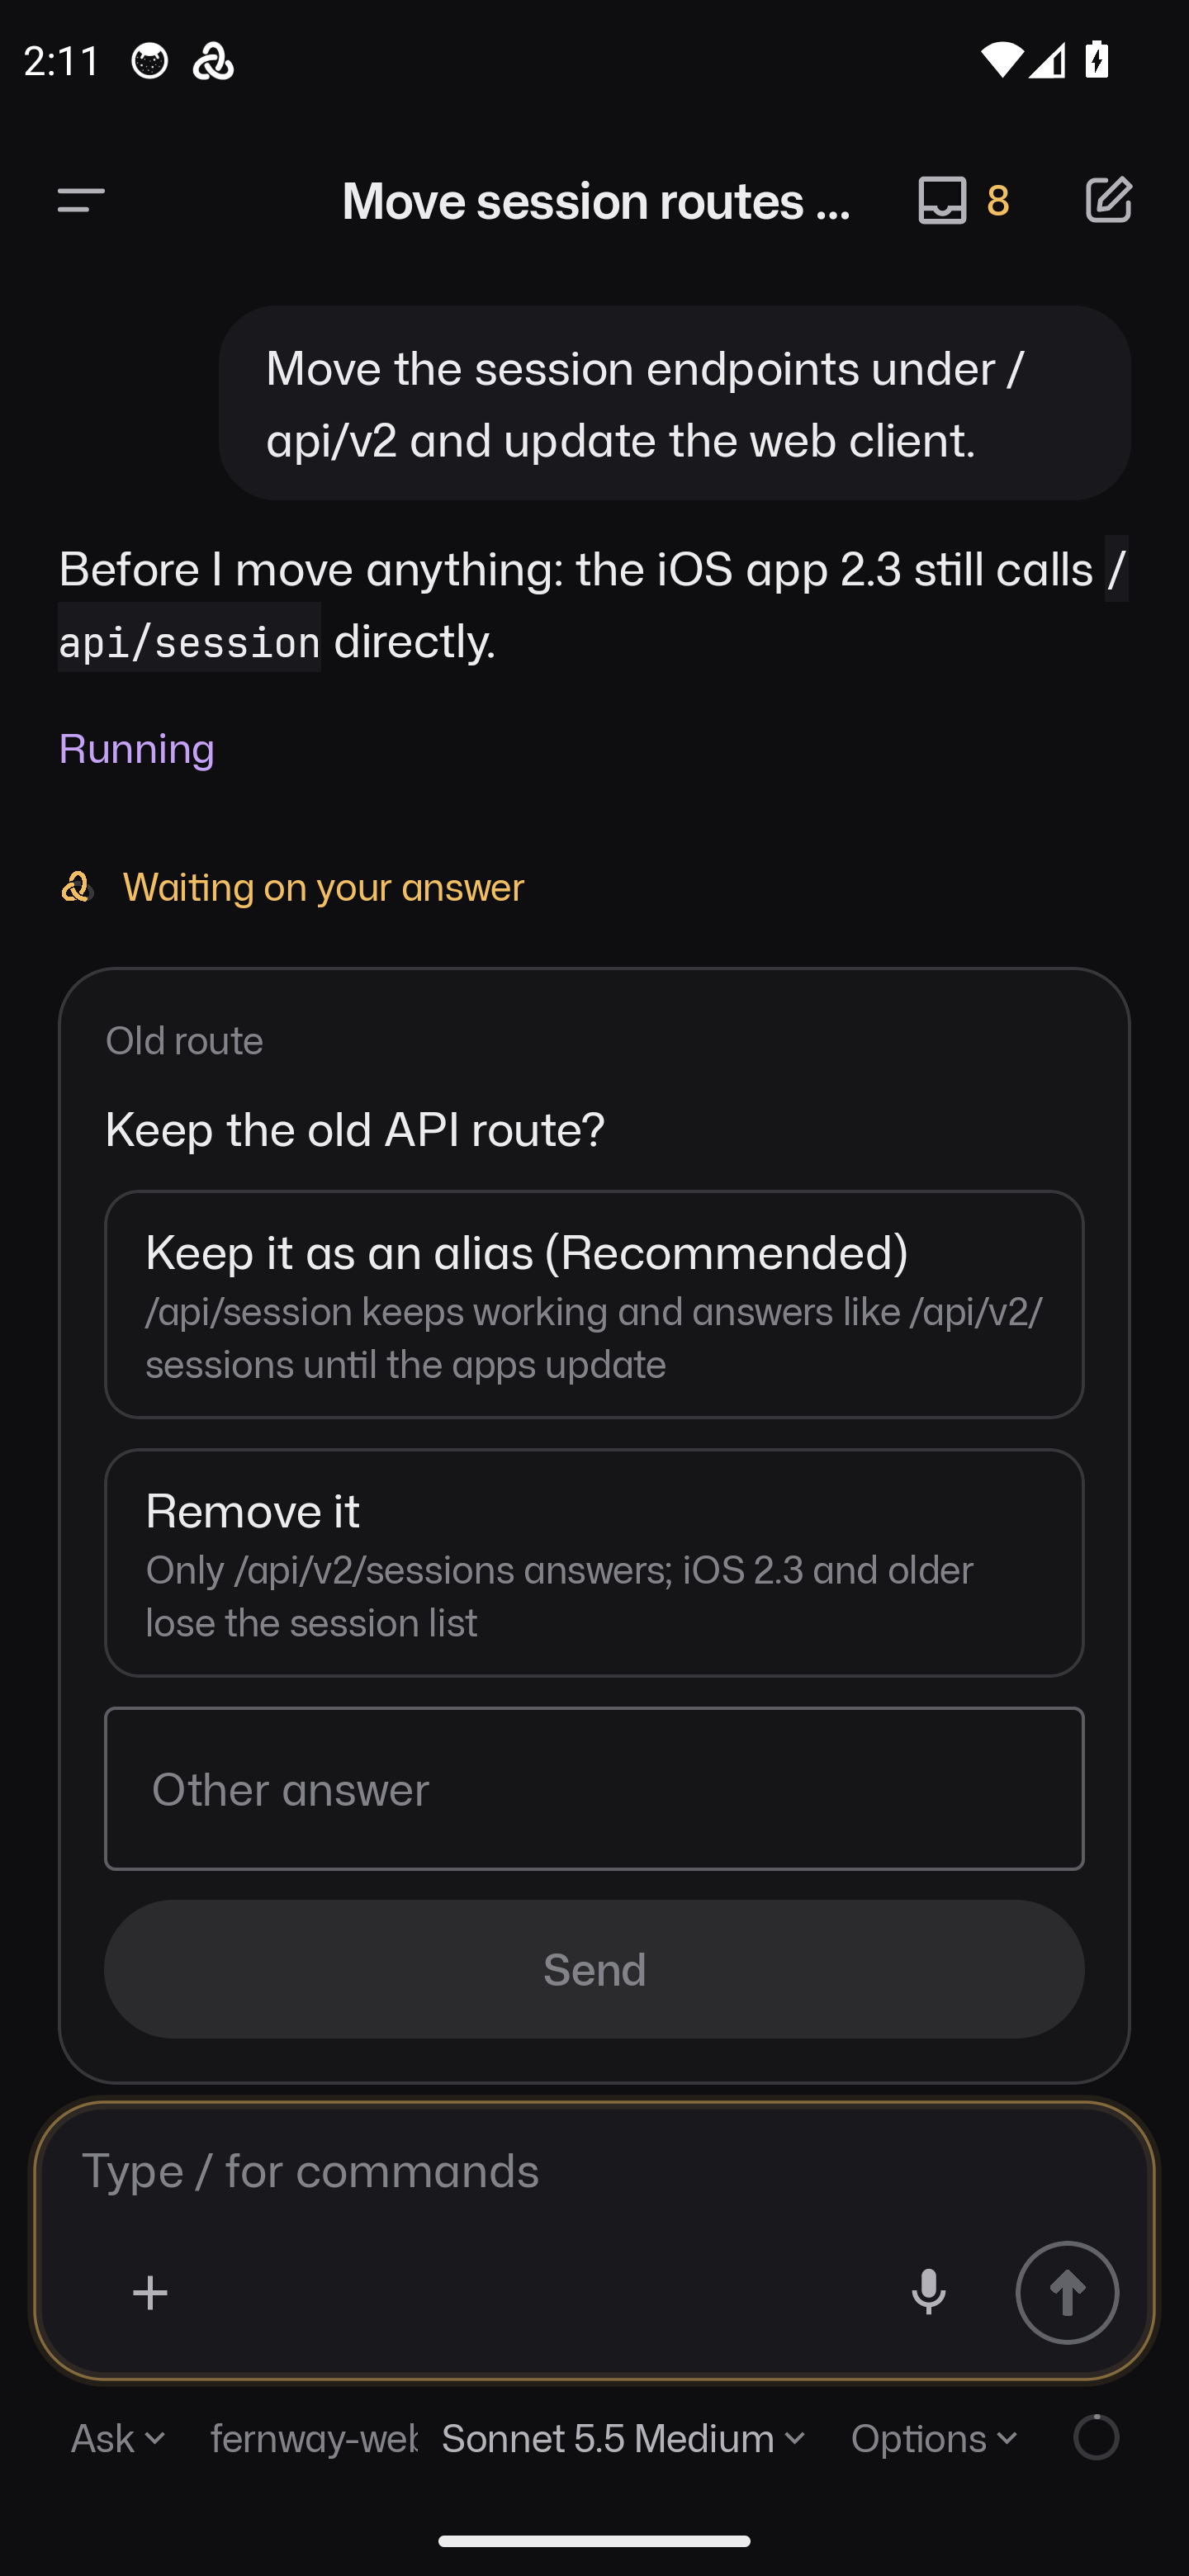 2:11
Move session routes ...
8
Move the session endpoints under /
api/v2 and update the web client.
Before I move anything: the iOS app 2.3 still calls /
api/session directly.
Running
Waiting on your answer
Old route
Keep the old API route?
Keep it as an alias (Recommended)
/api/session keeps working and answers like /api/v2/
sessions until the apps update
Remove it
Only /api/v2/sessions answers; iOS 2.3 and older
lose the session list
Other answer
Send
Type / for commands
Ask
fernway-web
Sonnet 5.5 Medium
Options